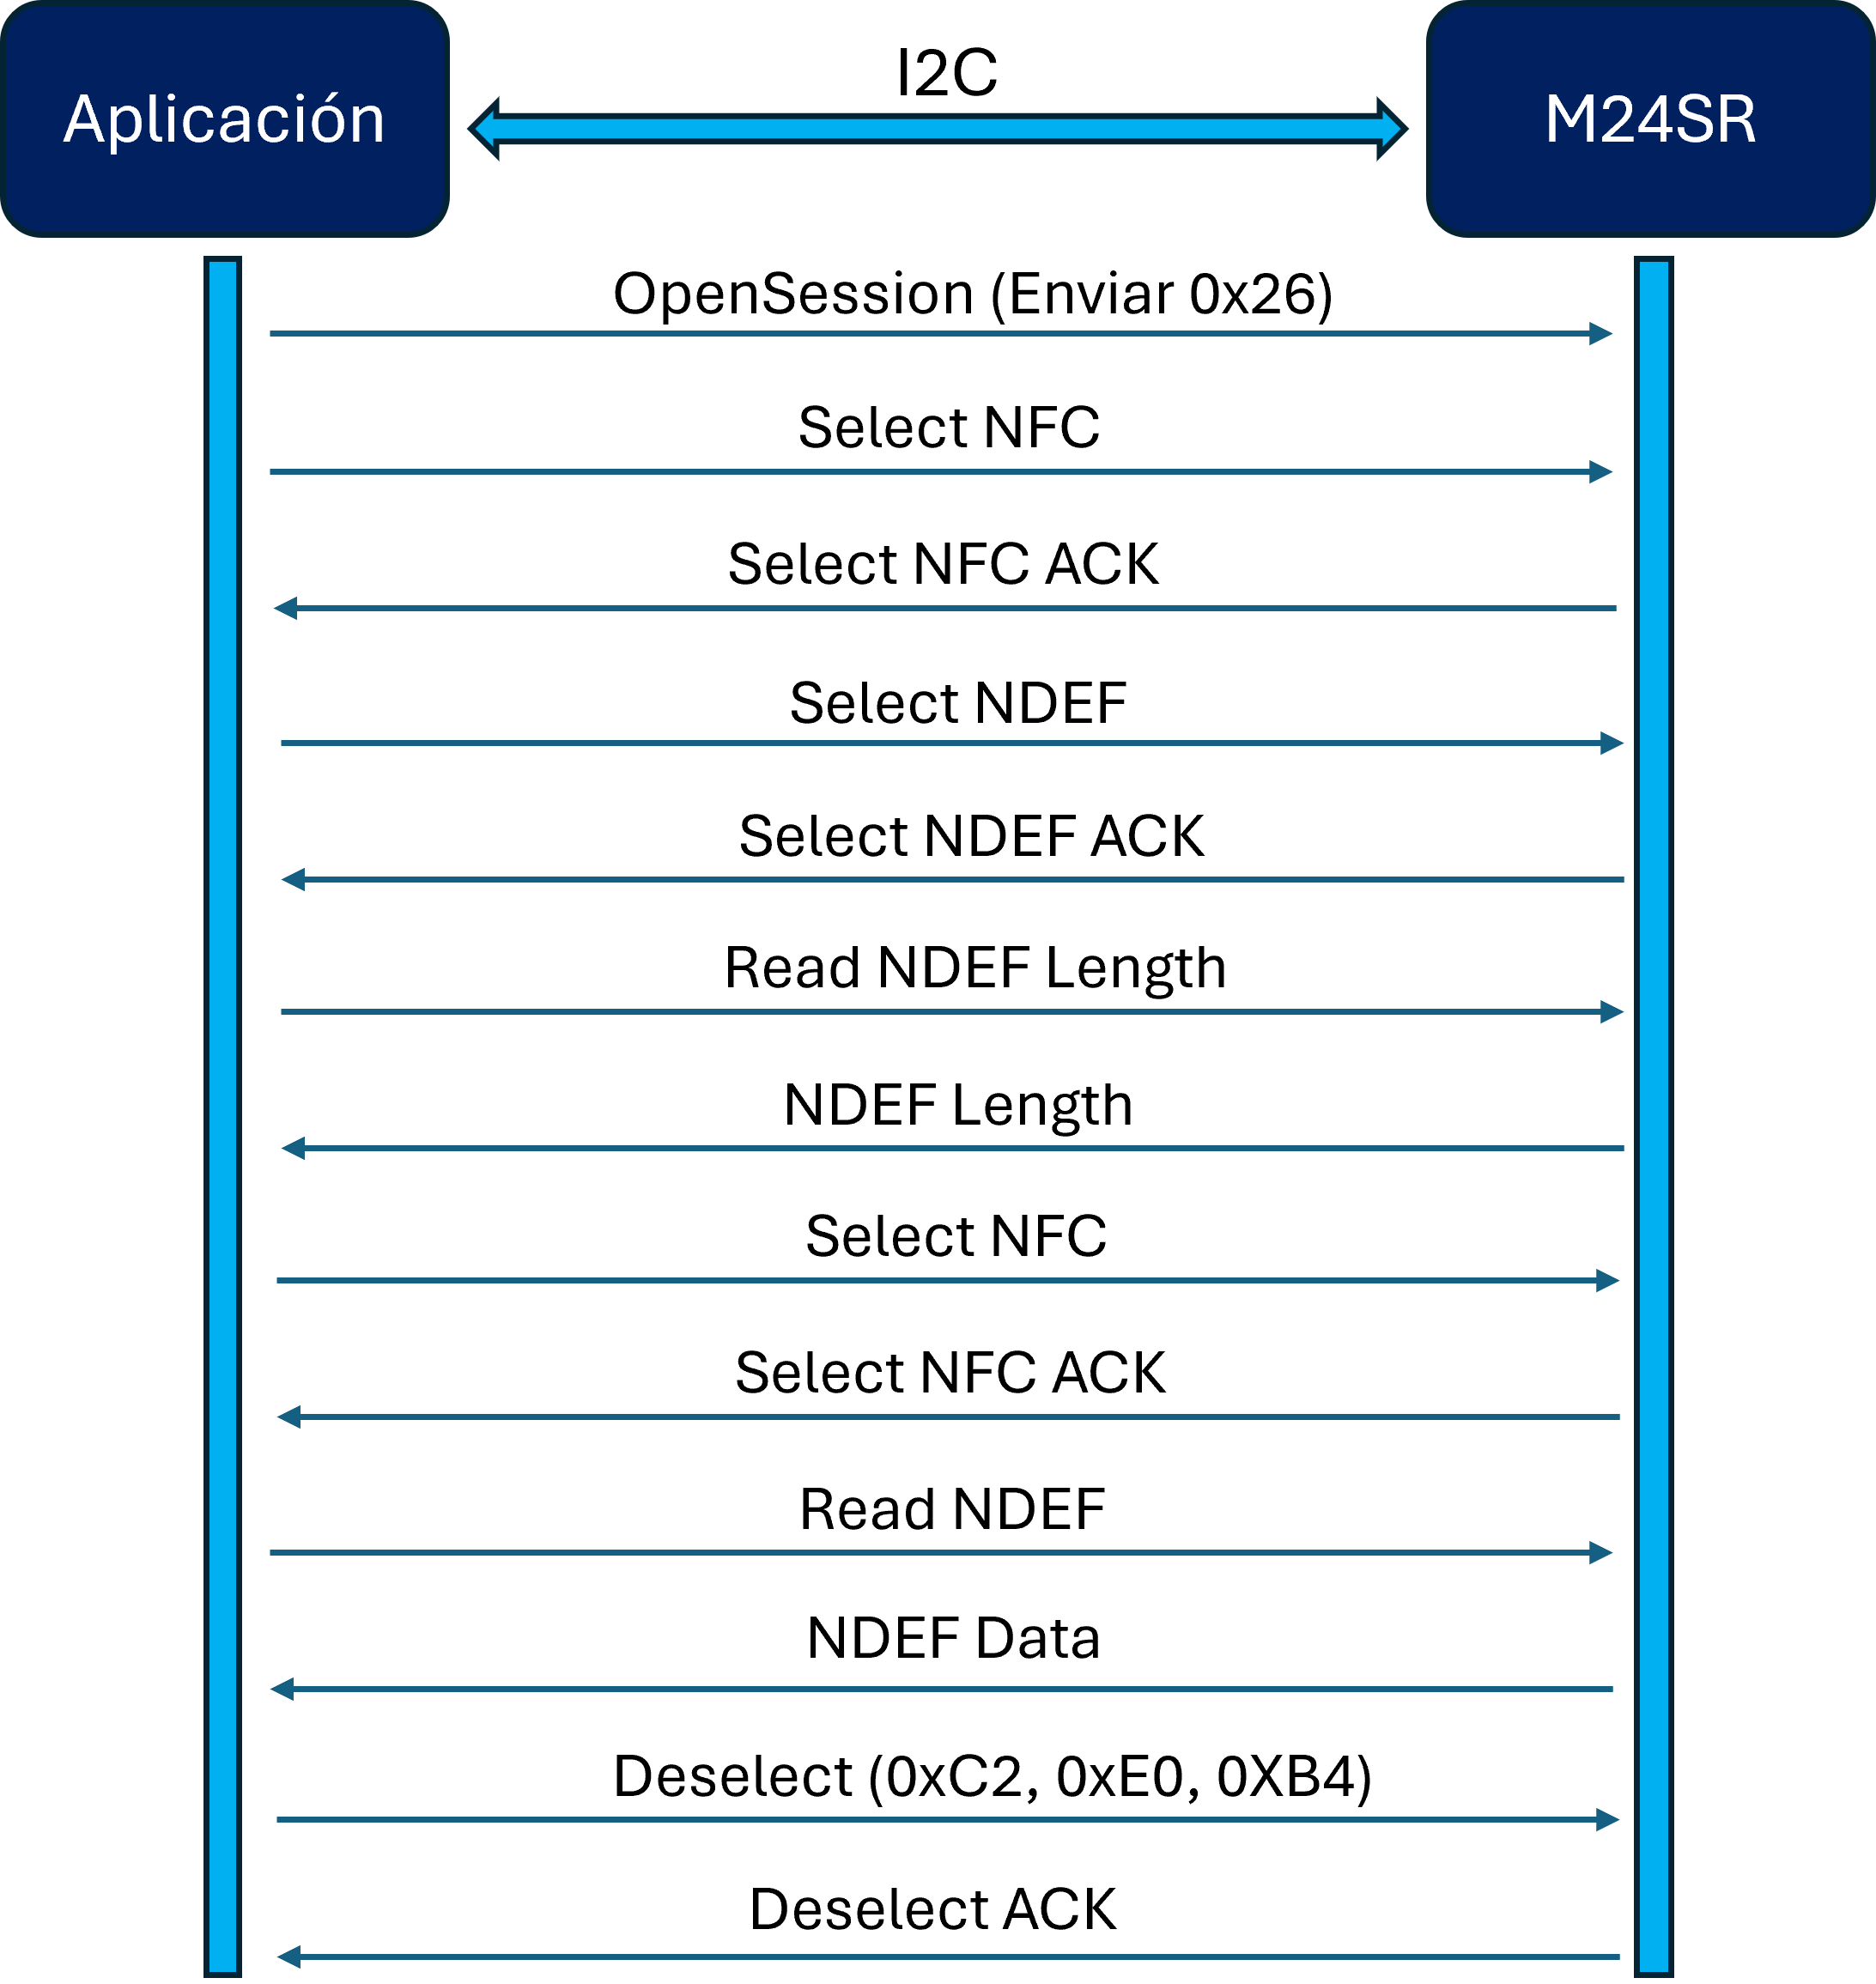 Aplicación
I2C
M24SR
OpenSession (Enviar 0x26)
Select NFC
Select NFC ACK
Select NDEF
Select NDEF ACK
Read NDEF Length
NDEF Length
Select NFC
Select NFC ACK
Read NDEF
NDEF Data
Deselect (0xC2, 0xE0, 0XB4)
Deselect ACK